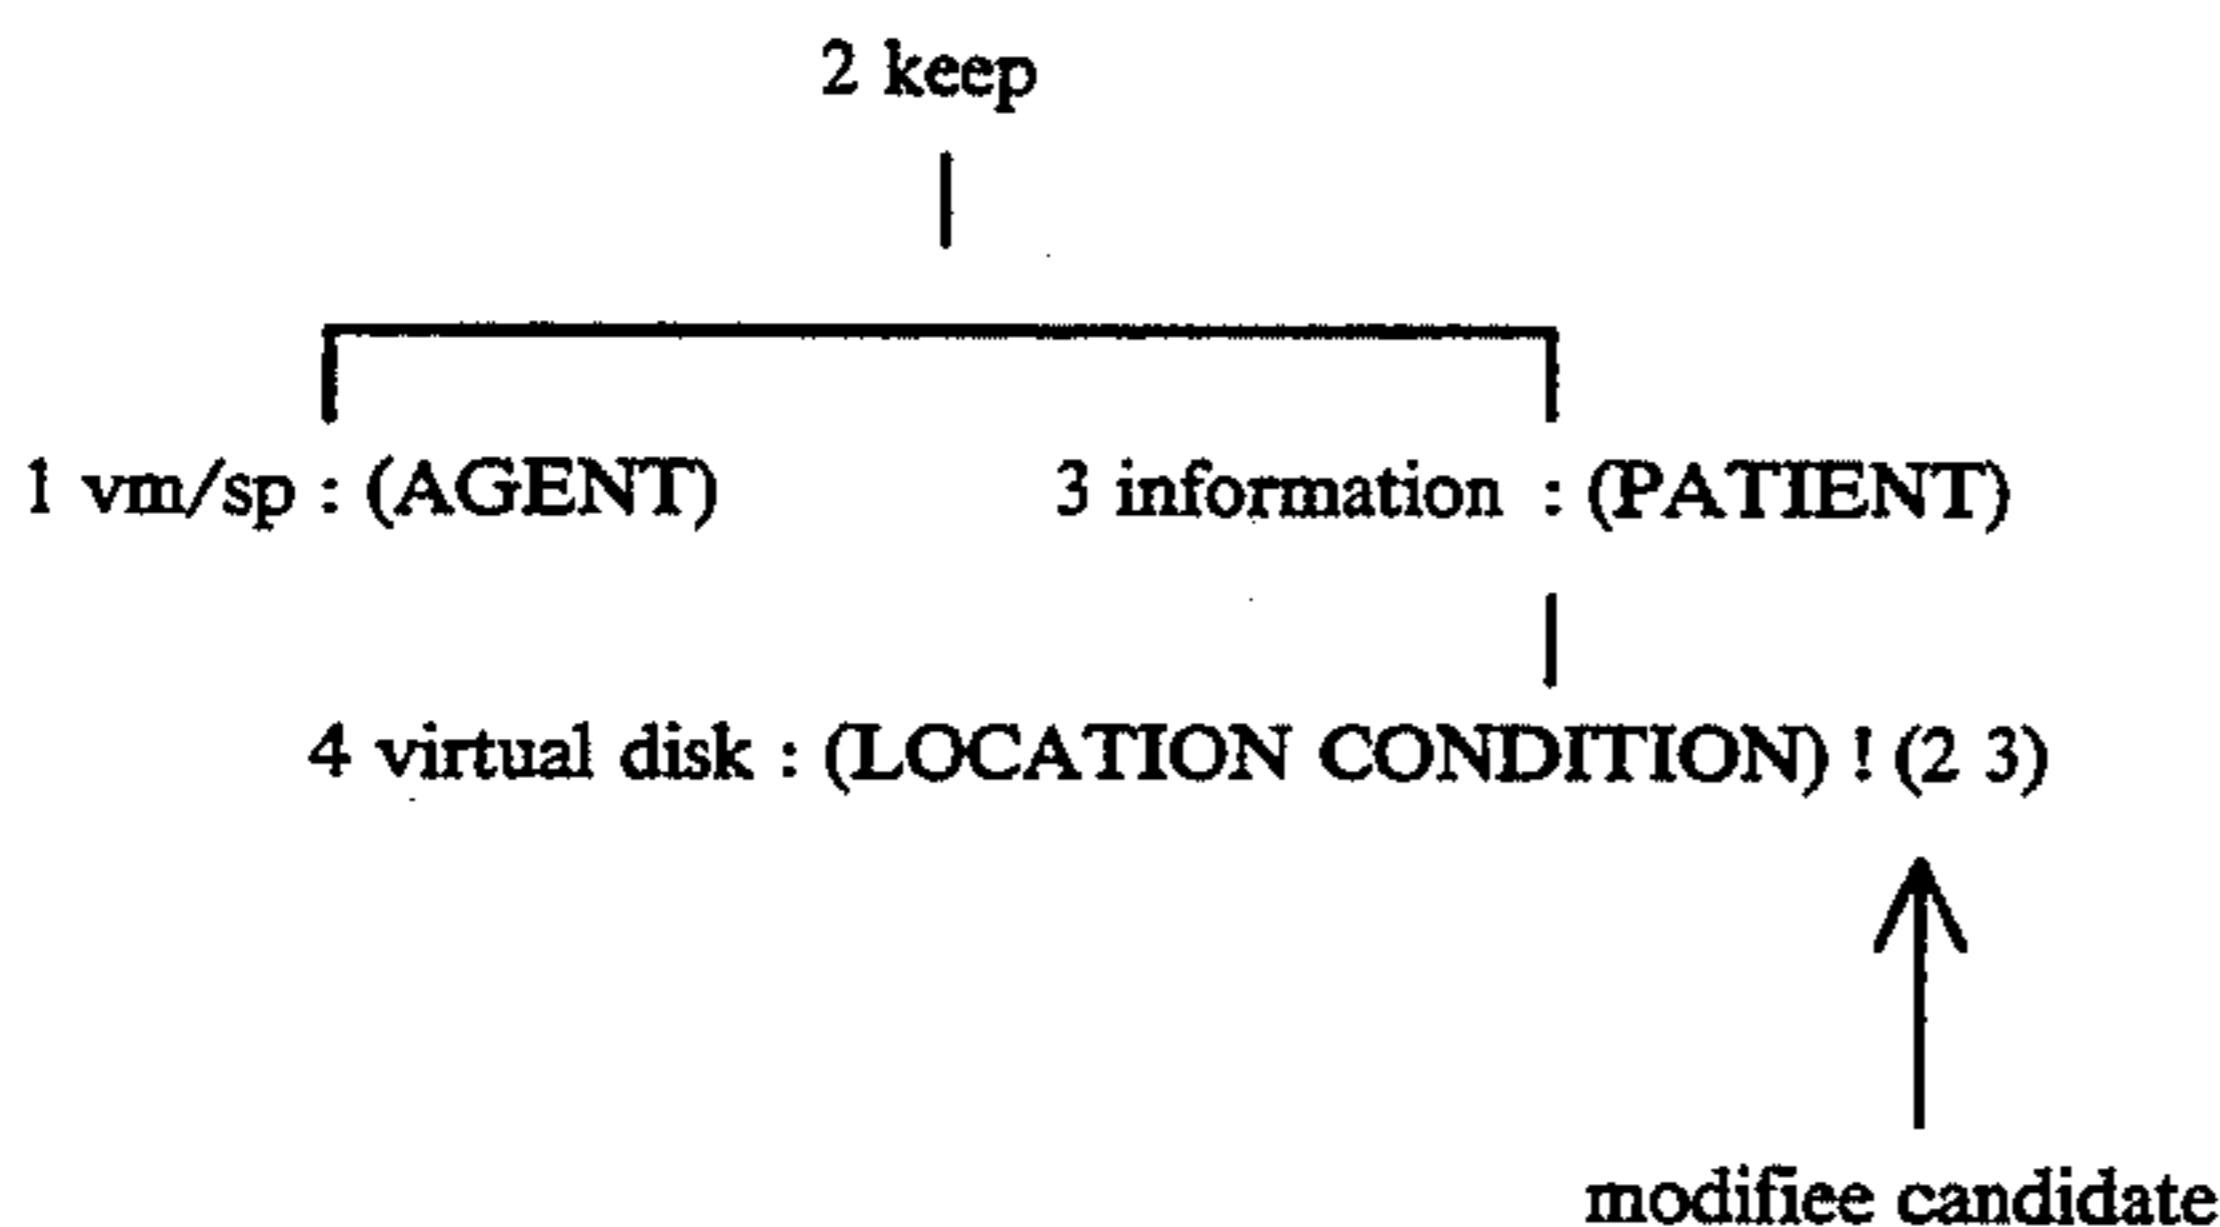 2 keep
1 vm/sp : (AGENT) 3 information : (PATIENT)
4 virtual disk : (LOCATION CONDITION) ! (2 3)
modifiee candidate